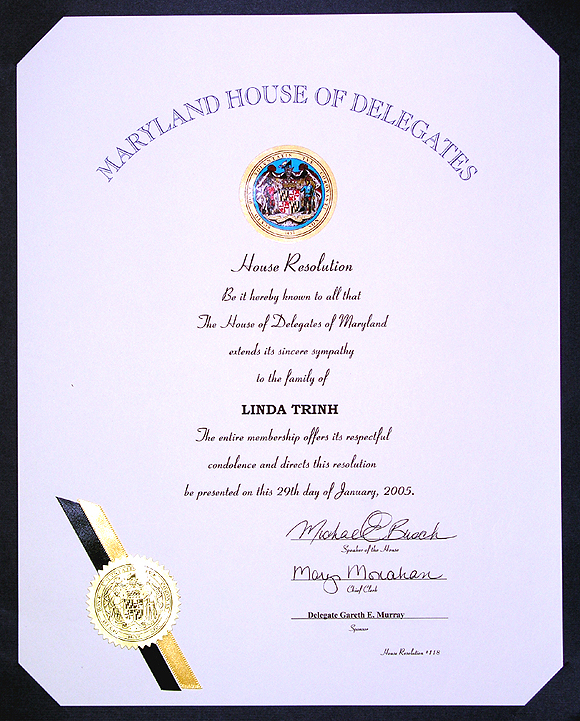 MARYLAND HOUSE OF DELEGATES
House Resolution
Be it hereby known to all that
The House of Delegates of Maryland
extends its sincere sympathy
to the family of
LINDA TRINH
The entire membership offers its respectful
condolence and directs this resolution
be presented on this 29th day of January, 2005.
Michael E. Busch
Speaker of the House
Mary Monahan
Chief Clerk
Delegate Gareth E. Murray
Sponsor
House Resolution #118